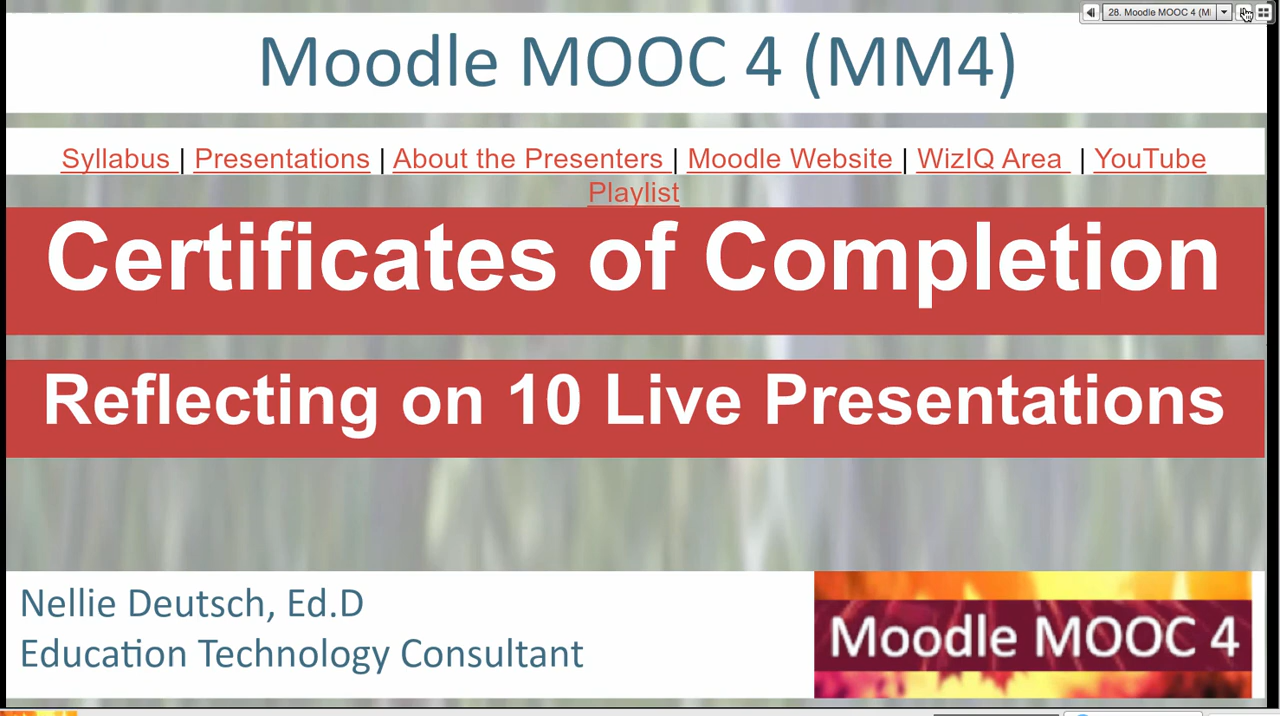 28. Moodle MOOC 4 (Mi
Moodle MOOC 4 (MM4)
Syllabus | Presentations | About the Presenters | Moodle Website | WizIQ Area | YouTube
Playlist
Certificates of Completion
Reflecting on 10 Live Presentations
Nellie Deutsch, Ed.D
Education Technology Consultant
Moodle MOOC 4